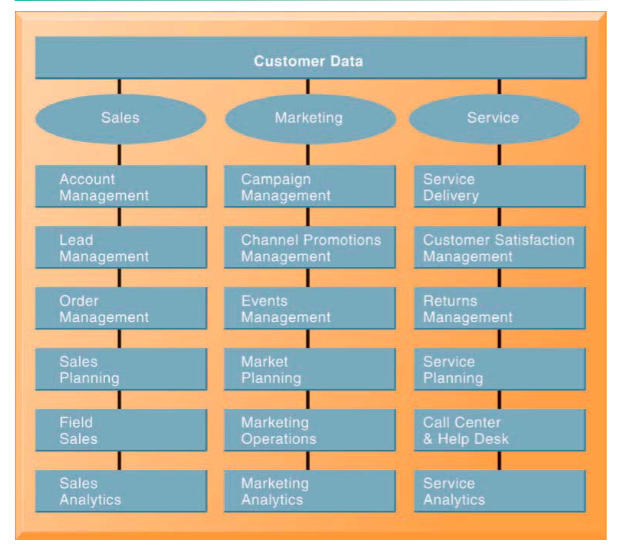 Customer Data
Sales
Marketing
Service
Account
Management
Campaign
Management
Service
Delivery
Lead
Management
Channel Promotions
Management
Customer Satisfaction
Management
Order
Management
Events
Management
Returns
Management
Sales
Planning
Market
Planning
Service
Planning
Field
Sales
Marketing
Operations
Call Center
& Help Desk
Sales
Analytics
Marketing
Analytics
Service
Analytics